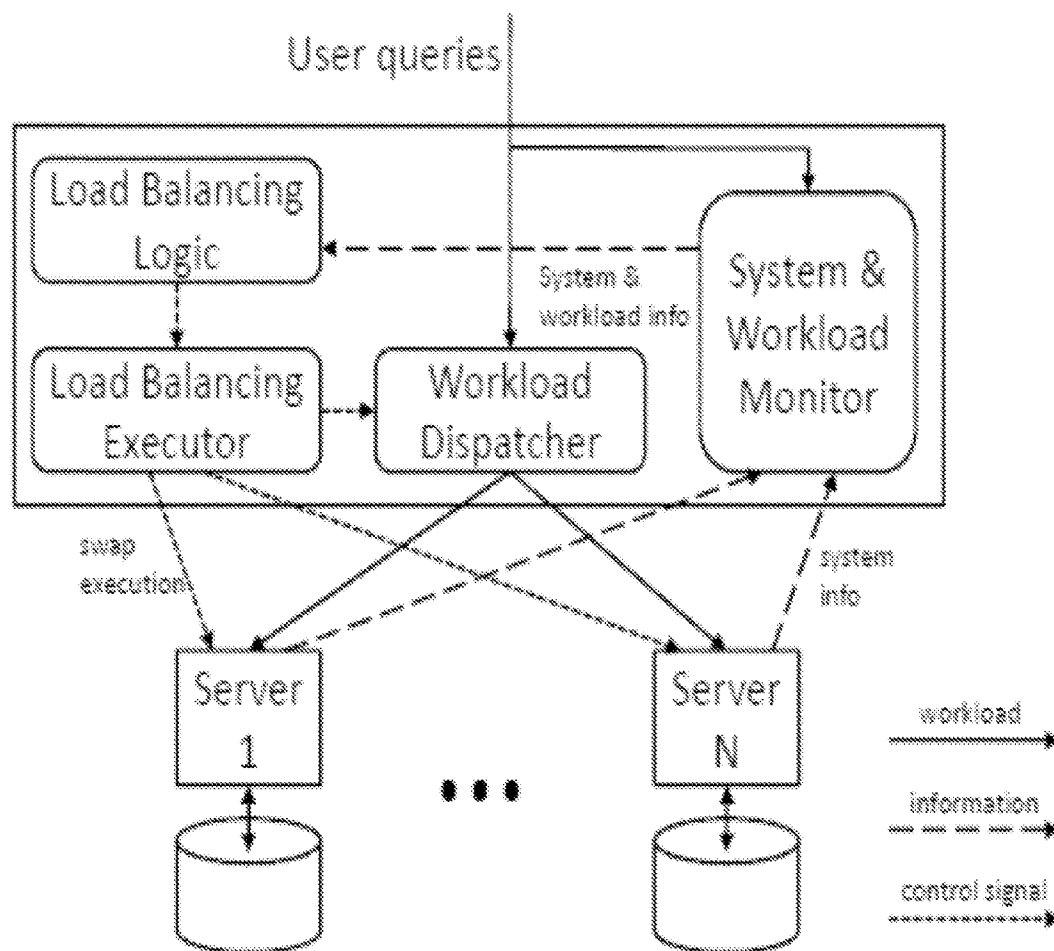 User queries
Load Balancing
Logic
System &
workload info
System &
Workload
Monitor
Load Balancing
Executor
Workload
Dispatcher
swap
execution
system
info
Server
1
Server
N
workload
information
control signal